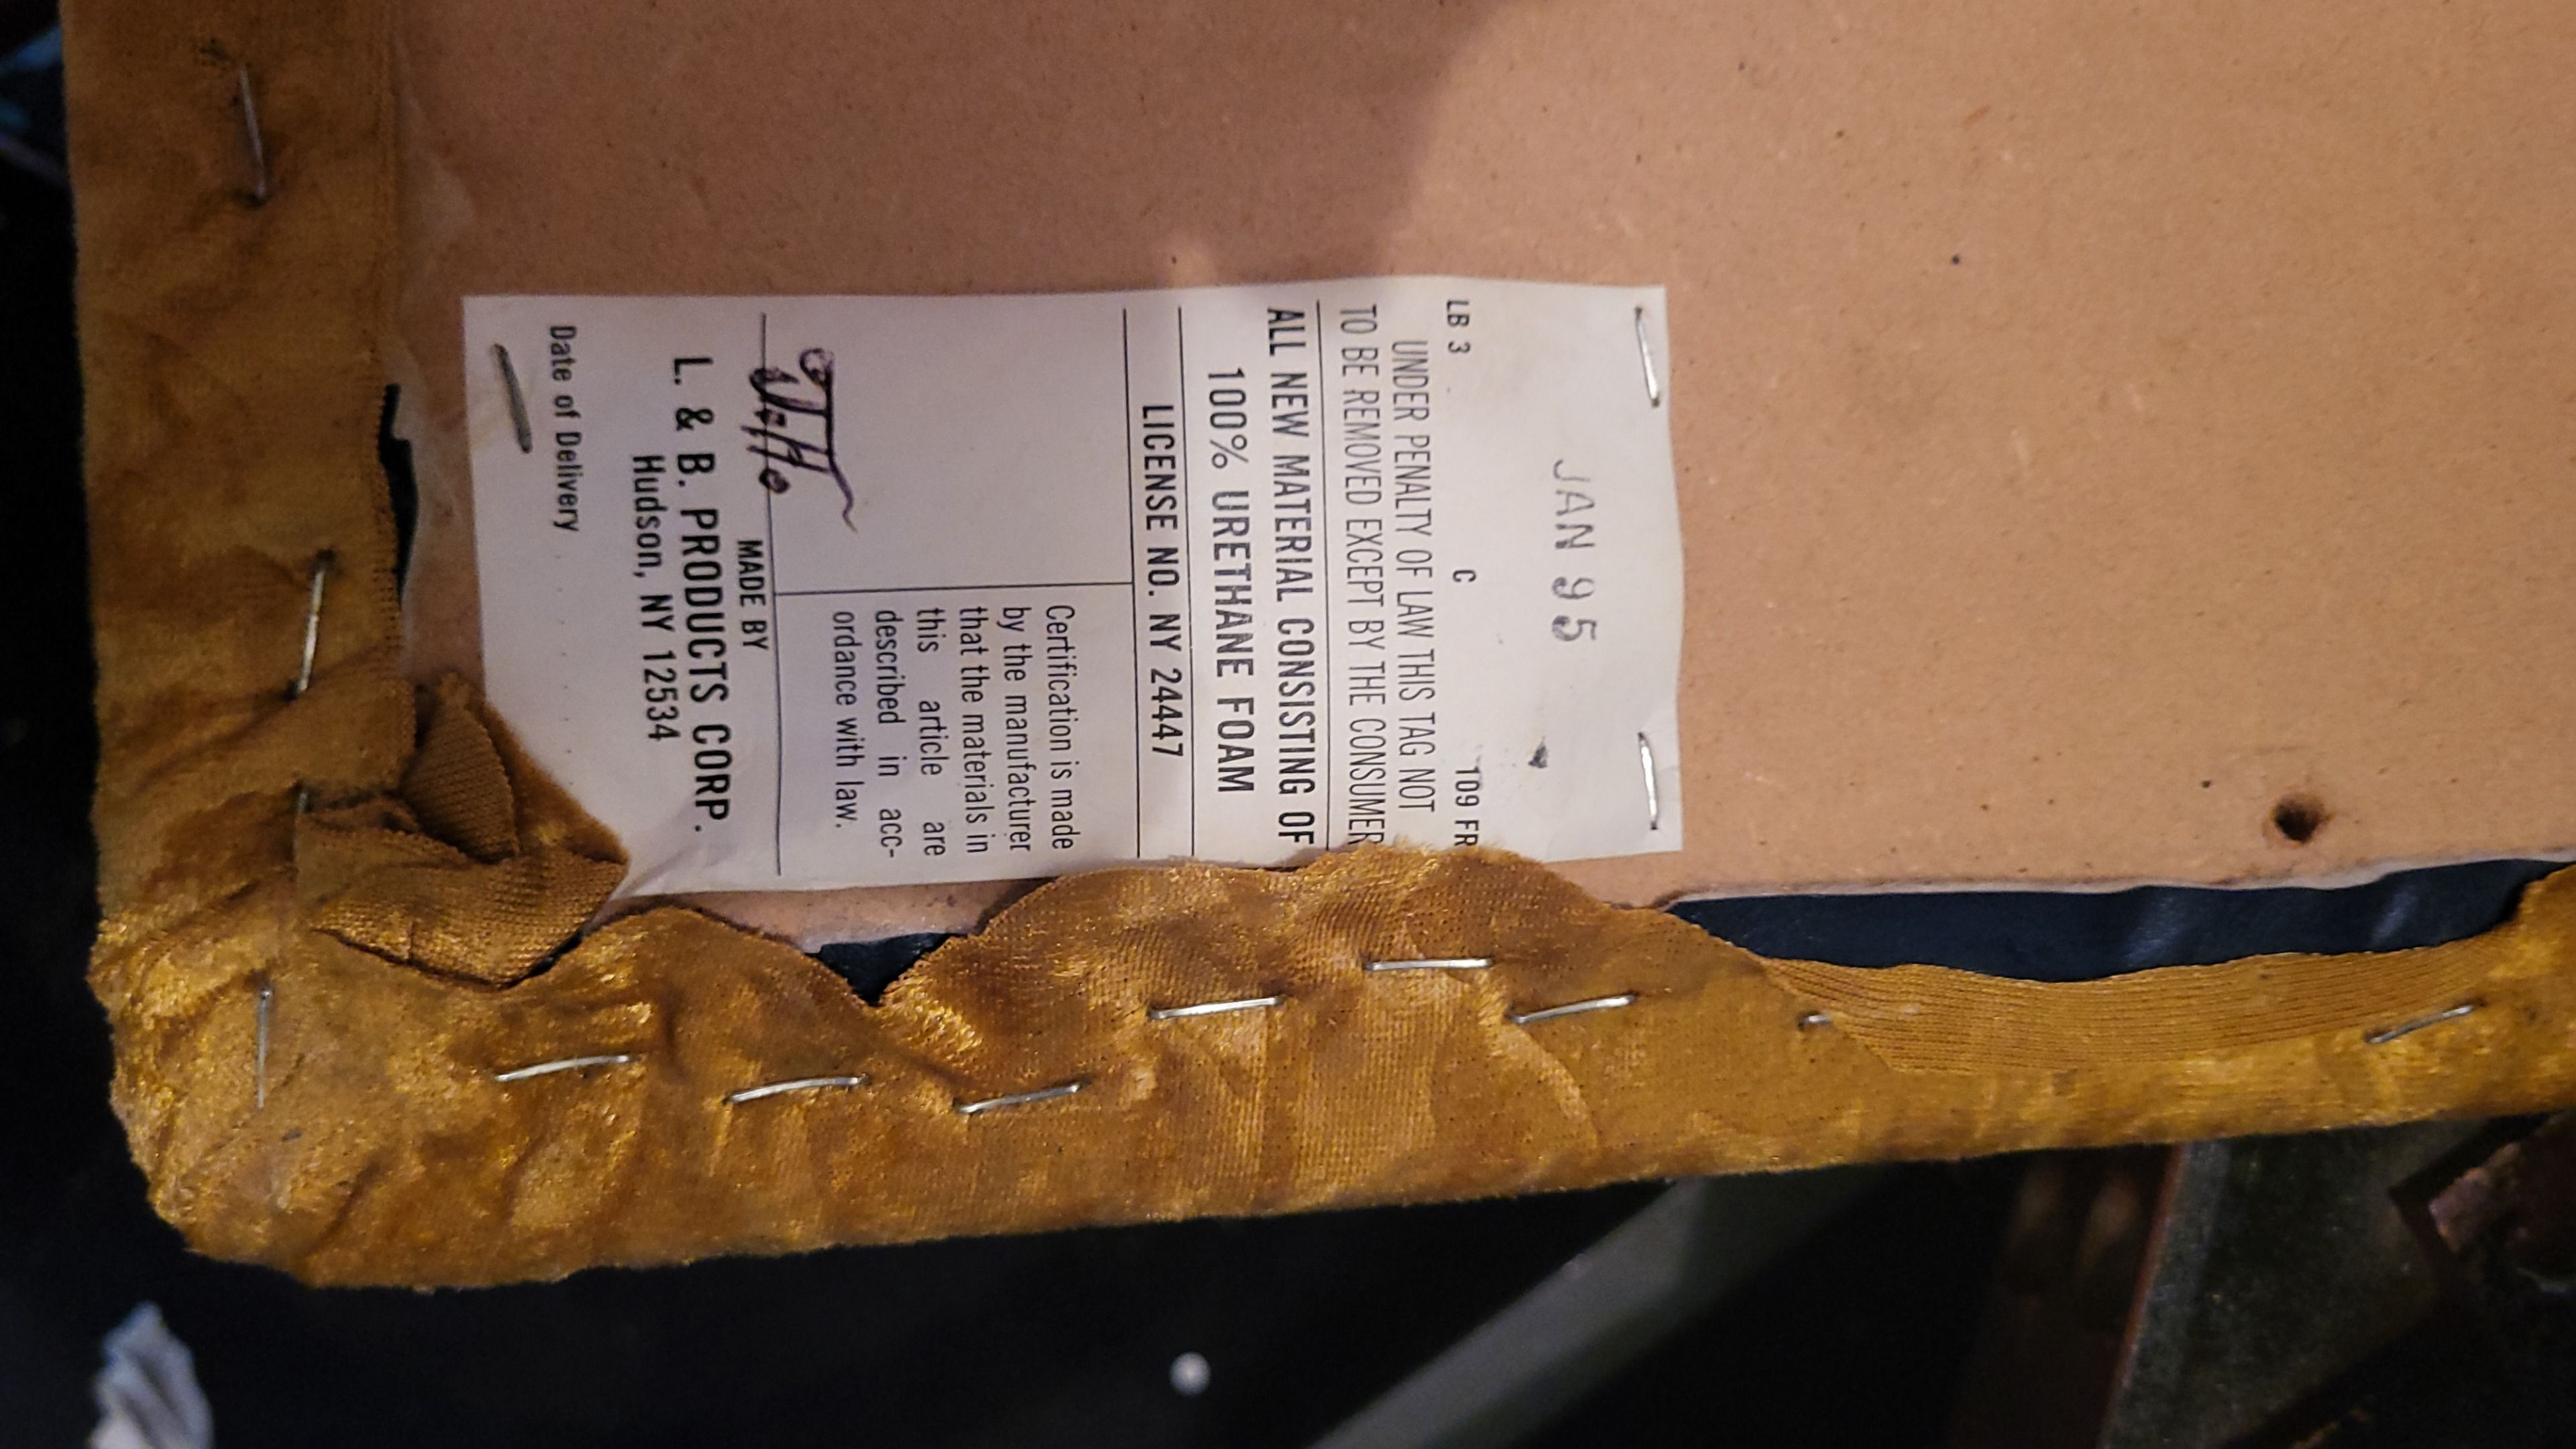 JAN 95
LB 3 C 109 FR
UNDER PENALTY OF LAW THIS TAG NOT
TO BE REMOVED EXCEPT BY THE CONSUMER
ALL NEW MATERIAL CONSISTING OF
100% URETHANE FOAM
LICENSE NO. NY 24447
Certification is made
by the manufacturer
that the materials in
this article are
described in acc-
ordance with law.
MADE BY
L. & B. PRODUCTS CORP.
Hudson, NY 12534
Date of Delivery